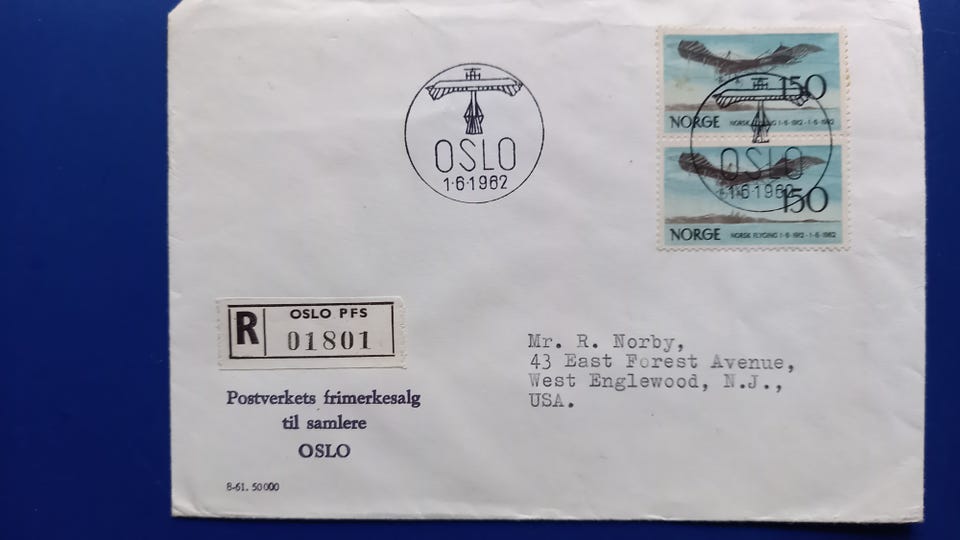 OSLO
1·6·1962
150
NORGE NORSK FLYGING 1-6-1912 - 1-6-1962
OSLO
1·6·1962
150
NORGE NORSK FLYGING 1-6-1912 - 1-6-1962
R
OSLO PFS
01801
Postverkets frimerkesalg
til samlere
OSLO
8-61. 50000
Mr. R. Norby,
43 East Forest Avenue,
West Englewood, N.J.,
USA.